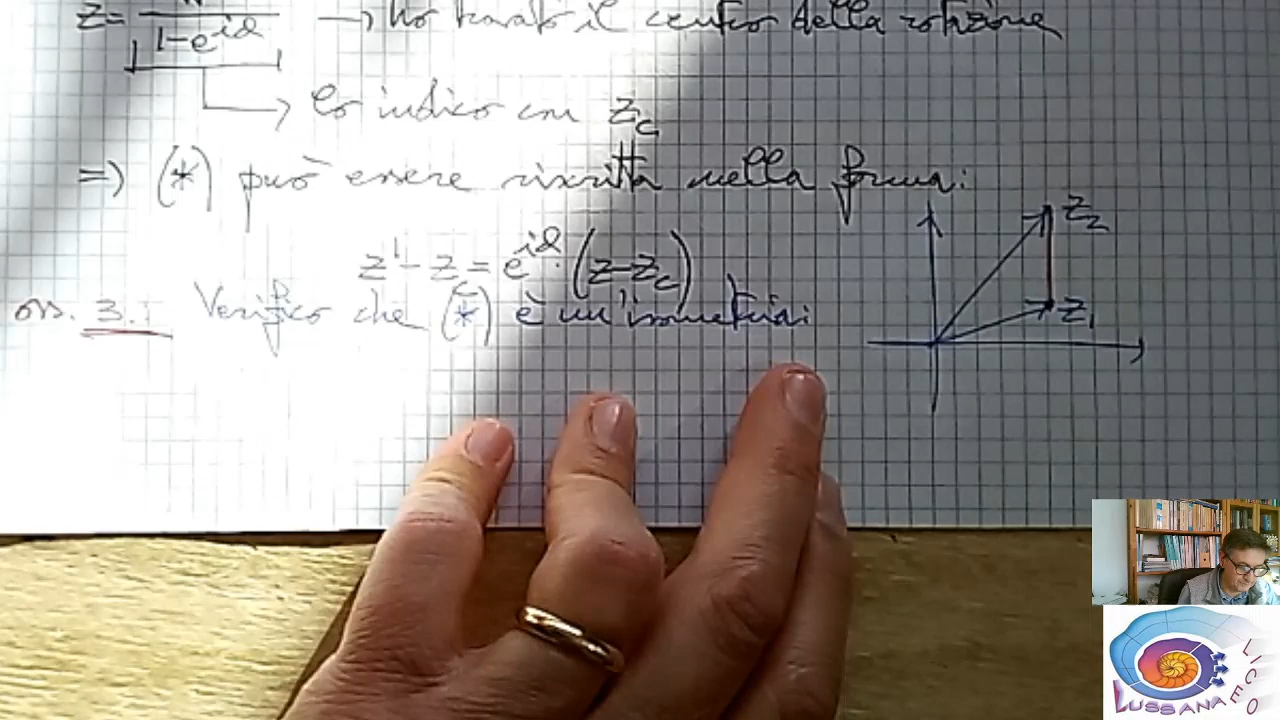 z = 1-e^{iα} → ho trovato il centro della rotazione
→ lo indico con z_c
⇒ (*) può essere riscritta nella forma:
z' - z_c = e^{iα} · (z - z_c)
z_2
z_1
oss. 3.1 Verifico che (*) è un'isometria:
LICEO
LUSSANA